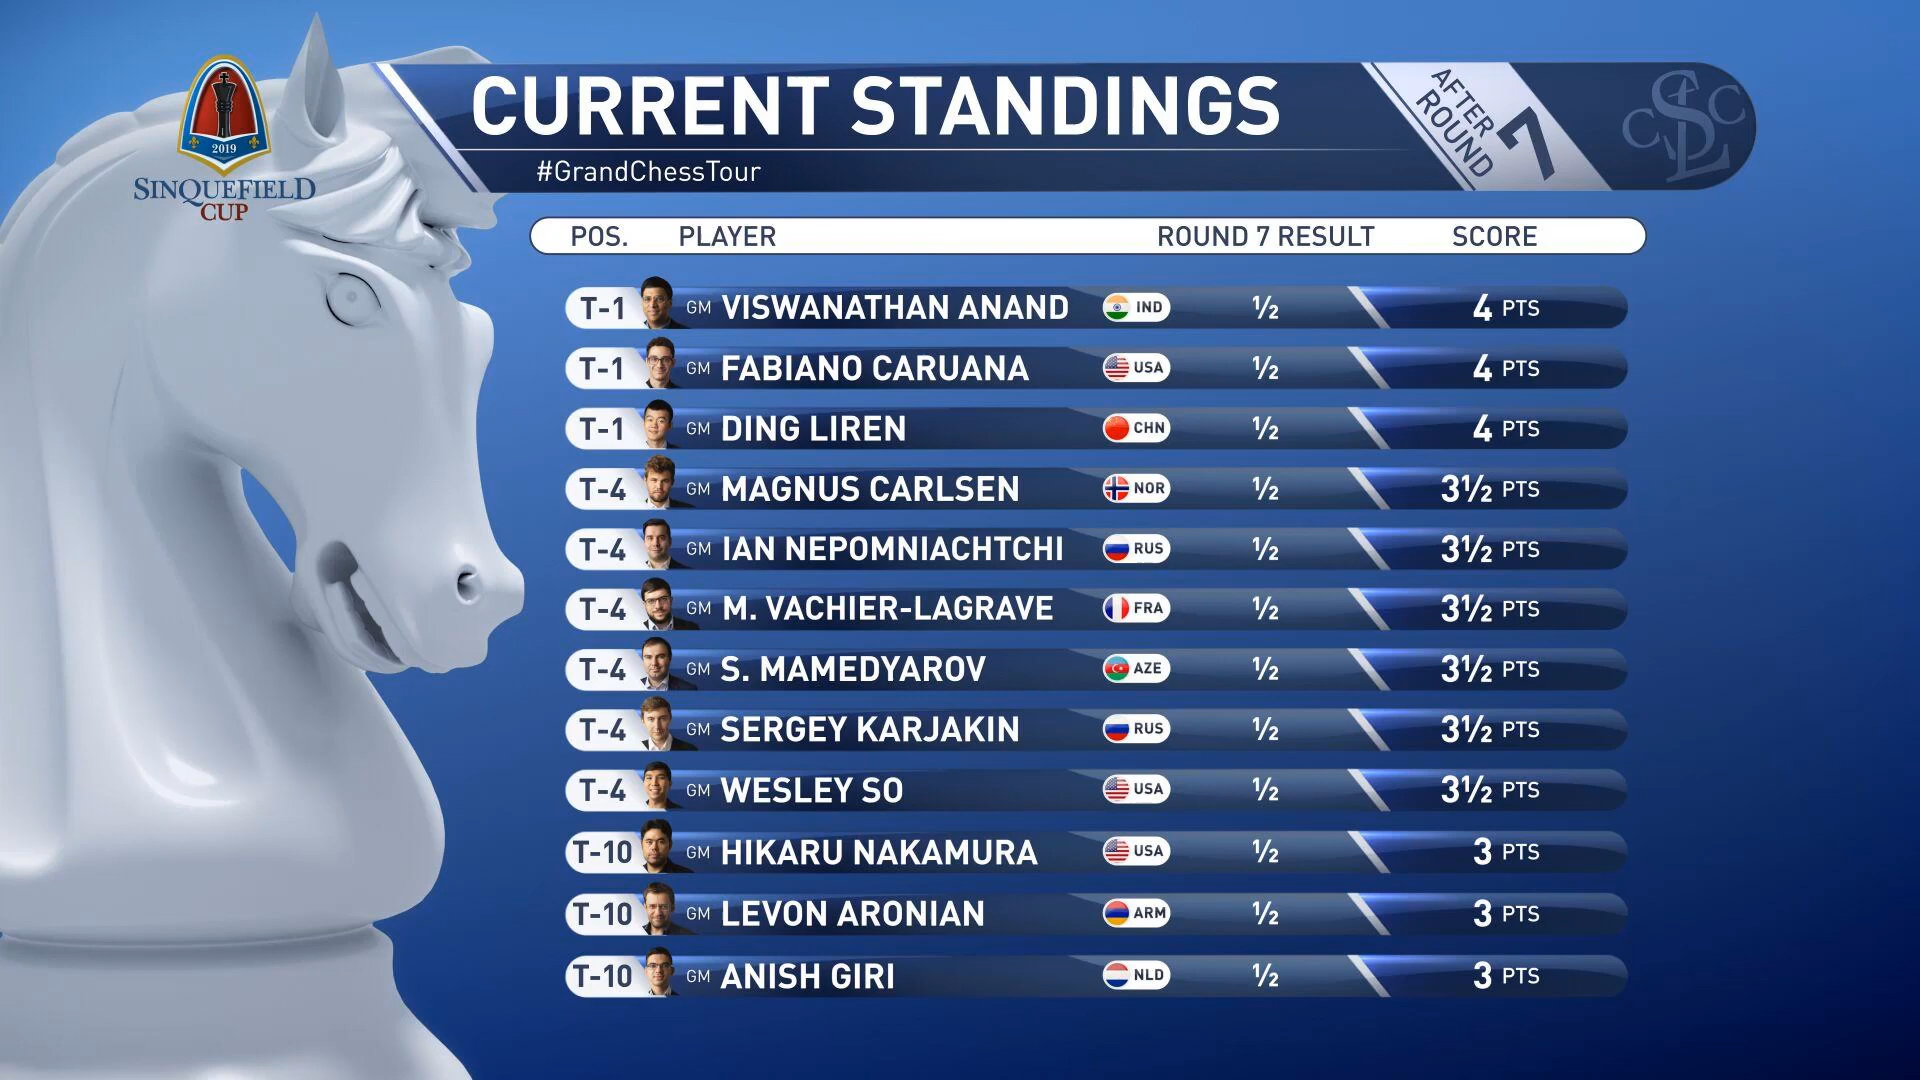 2019
SINQUEFIELD
CUP
CURRENT STANDINGS
#GrandChessTour
AFTER
ROUND
7
CCSL
POS. PLAYER ROUND 7 RESULT SCORE
T-1 GM VISWANATHAN ANAND IND ½ 4 PTS
T-1 GM FABIANO CARUANA USA ½ 4 PTS
T-1 GM DING LIREN CHN ½ 4 PTS
T-4 GM MAGNUS CARLSEN NOR ½ 3½ PTS
T-4 GM IAN NEPOMNIACHTCHI RUS ½ 3½ PTS
T-4 GM M. VACHIER-LAGRAVE FRA ½ 3½ PTS
T-4 GM S. MAMEDYAROV AZE ½ 3½ PTS
T-4 GM SERGEY KARJAKIN RUS ½ 3½ PTS
T-4 GM WESLEY SO USA ½ 3½ PTS
T-10 GM HIKARU NAKAMURA USA ½ 3 PTS
T-10 GM LEVON ARONIAN ARM ½ 3 PTS
T-10 GM ANISH GIRI NLD ½ 3 PTS